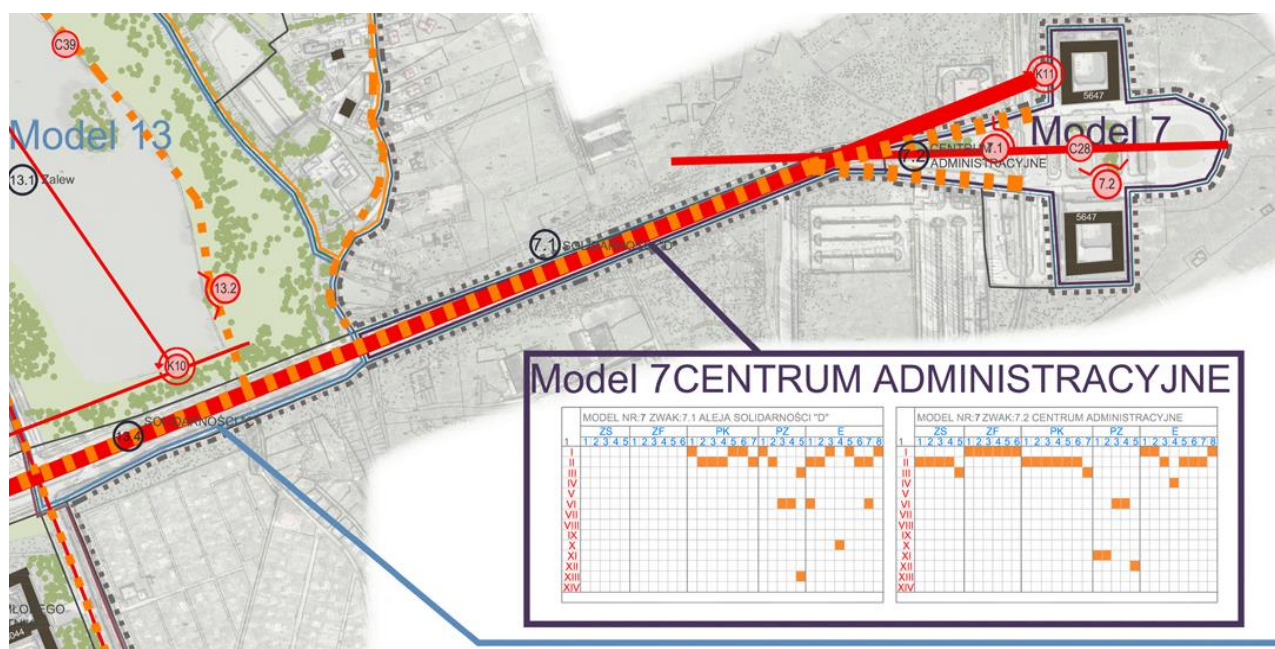 C39
K11
5647
Model 13
Model 7
7.2
CENTRUM
7.1
C28
ADMINISTRACYJNE
13.1
Zalew
7.2
5647
7.1
SOLIDARNOŚCI "D"
13.2
K10
SOLIDARNOŚCI "C"
13.4
Model 7CENTRUM ADMINISTRACYJNE
MODEL NR:7 ZWAK:7.1 ALEJA SOLIDARNOŚCI "D"
ZS ZF PK PZ E
1 1 2 3 4 5 1 2 3 4 5 6 1 2 3 4 5 6 7 1 2 3 4 5 1 2 3 4 5 6 7 8
I
II
III
IV
V
VI
VII
VIII
IX
X
XI
XII
XIII
XIV
MODEL NR:7 ZWAK:7.2 CENTRUM ADMINISTRACYJNE
ZS ZF PK PZ E
1 1 2 3 4 5 1 2 3 4 5 6 1 2 3 4 5 6 7 1 2 3 4 5 1 2 3 4 5 6 7 8
I
II
III
IV
V
VI
VII
VIII
IX
X
XI
XII
XIII
XIV